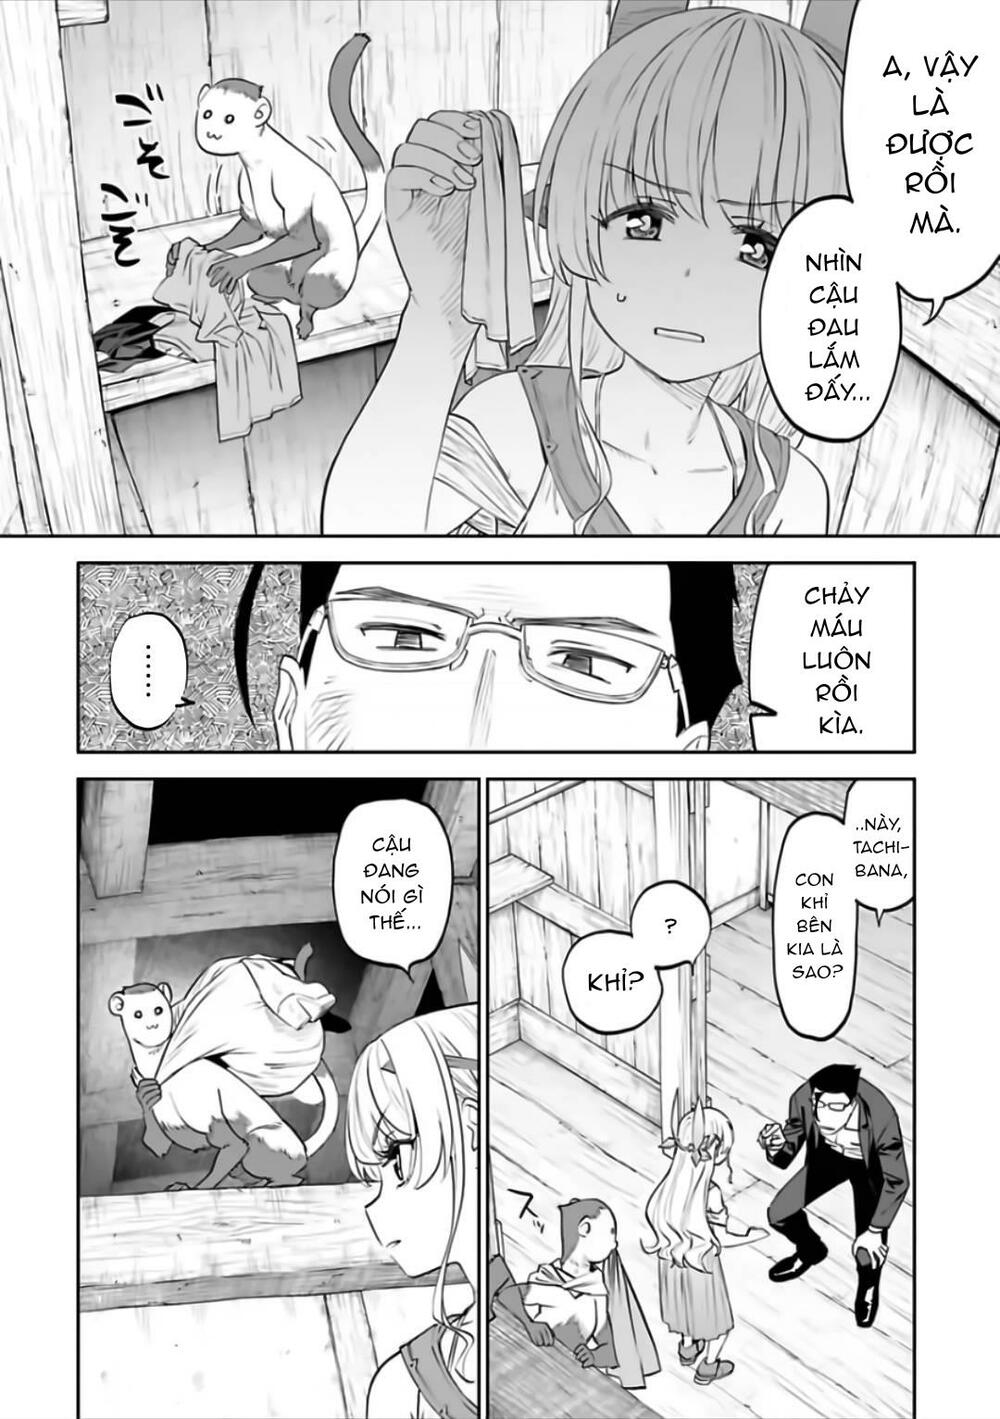 A, VẬY
LÀ
ĐƯỢC
RỒI
MÀ.
NHÌN
CẬU
ĐAU
LẮM
ĐẤY...
CHẢY
MÁU
LUÔN
RỒI
KÌA.
......
..NÀY,
TACHI-
BANA,
CON
KHỈ
BÊN
KIA LÀ
SAO?
?
KHỈ?
CẬU
ĐANG
NÓI GÌ
THẾ...